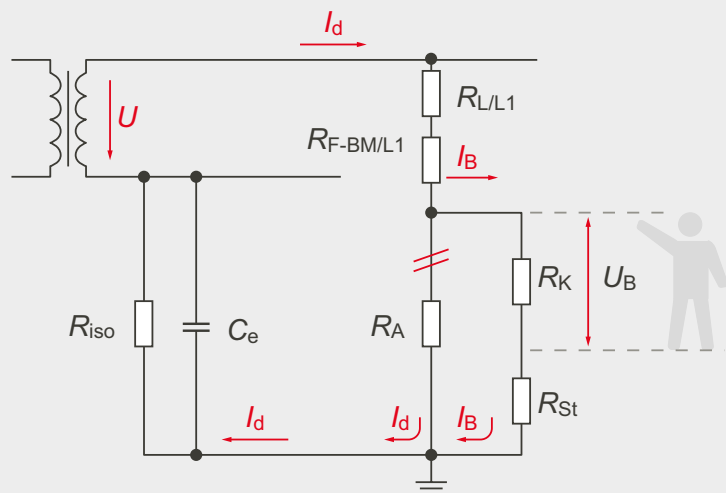 Id
U
RL/L1
RF-BM/L1
IB
RK
UB
Riso
Ce
RA
RSt
Id
Id
IB